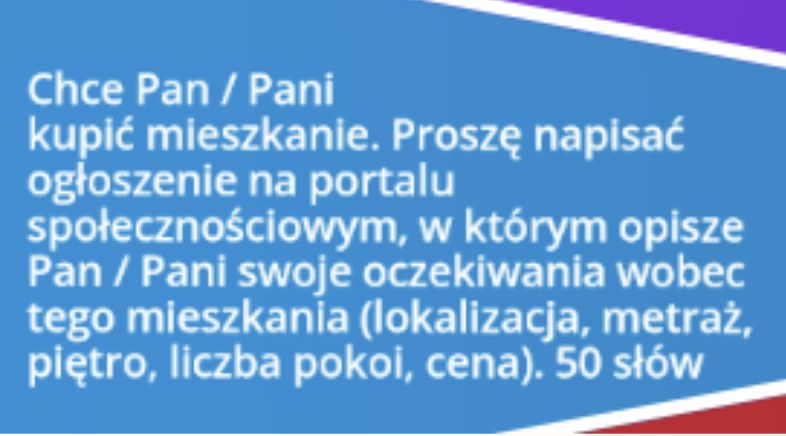 Chce Pan / Pani
kupić mieszkanie. Proszę napisać
ogłoszenie na portalu
społecznościowym, w którym opisze
Pan / Pani swoje oczekiwania wobec
tego mieszkania (lokalizacja, metraż,
piętro, liczba pokoi, cena). 50 słów